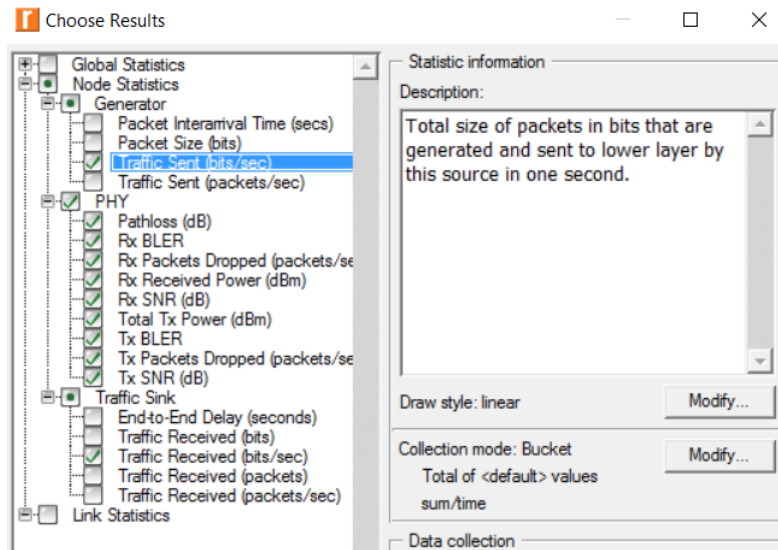 Choose Results
Global Statistics
Node Statistics
Generator
Packet Interarrival Time (secs)
Packet Size (bits)
Traffic Sent (bits/sec)
Traffic Sent (packets/sec)
PHY
Pathloss (dB)
Rx BLER
Rx Packets Dropped (packets/se
Rx Received Power (dBm)
Rx SNR (dB)
Total Tx Power (dBm)
Tx BLER
Tx Packets Dropped (packets/se
Tx SNR (dB)
Traffic Sink
End-to-End Delay (seconds)
Traffic Received (bits)
Traffic Received (bits/sec)
Traffic Received (packets)
Traffic Received (packets/sec)
Link Statistics
Statistic information
Description:
Total size of packets in bits that are
generated and sent to lower layer by
this source in one second.
Draw style: linear
Modify...
Collection mode: Bucket
Modify...
Total of <default> values
sum/time
Data collection